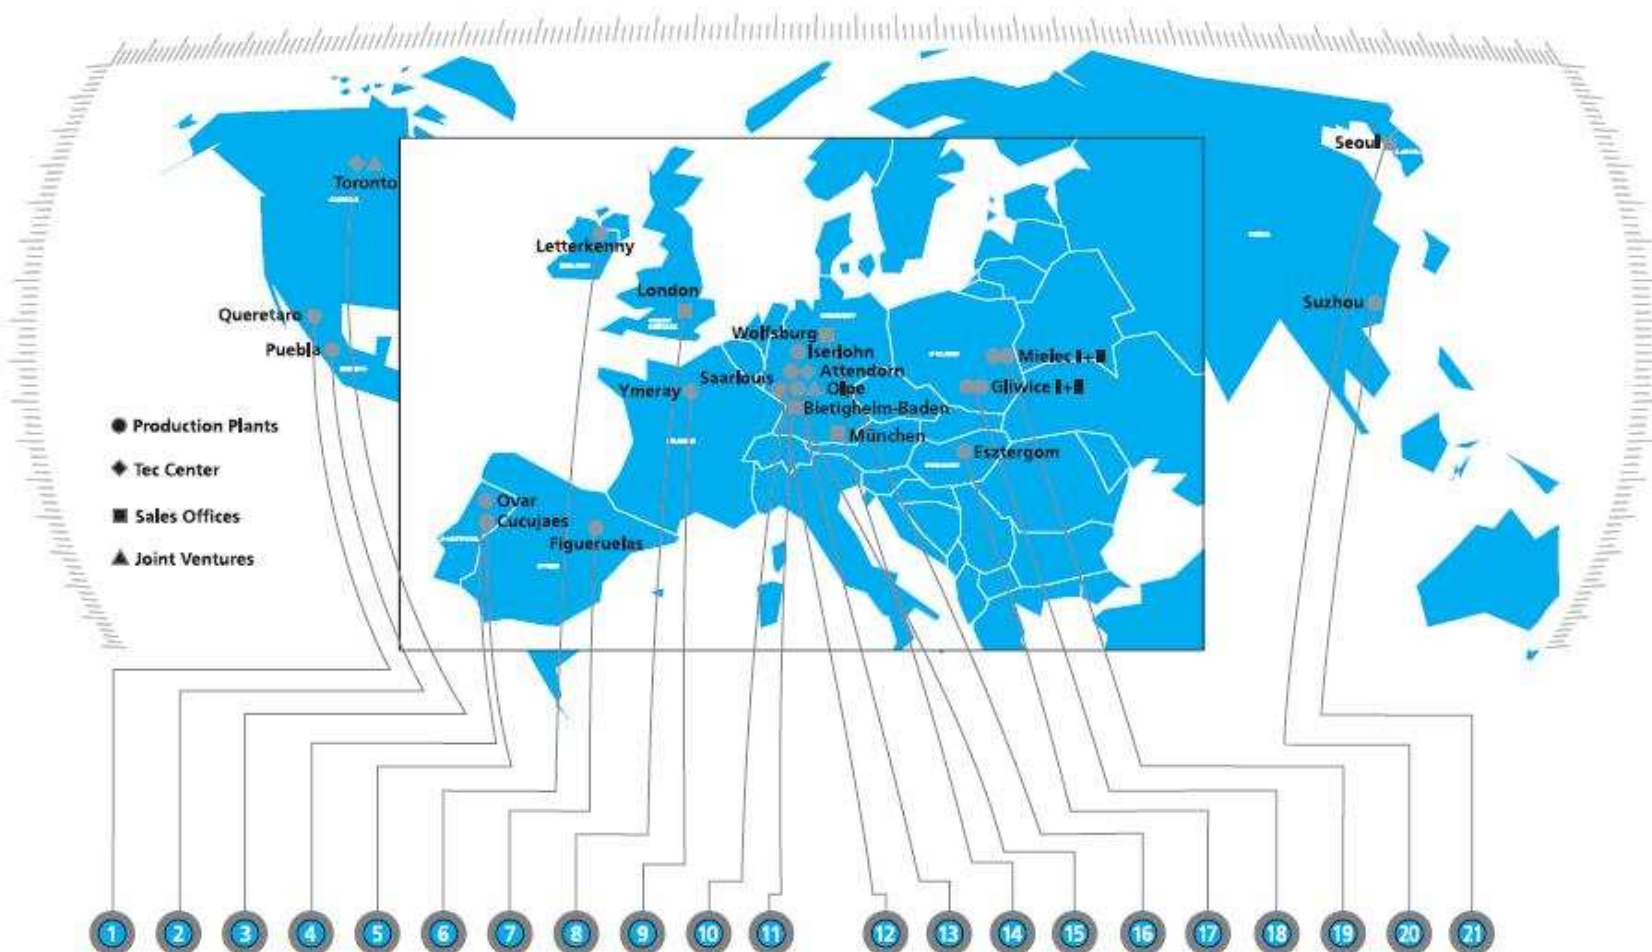 Seoul
Toronto
Letterkenny
London
Queretaro
Suzhou
Wolfsburg
Puebla
Iserlohn
Mielec I+II
Saarlouis
Attendorn
Ymeray
Olpe
Gliwice I+II
Bietigheim-Baden
Production Plants
München
Esztergom
Tec Center
Ovar
Sales Offices
Cucujaes
Figueruelas
Joint Ventures
1 2 3 4 5 6 7 8 9 10 11 12 13 14 15 16 17 18 19 20 21